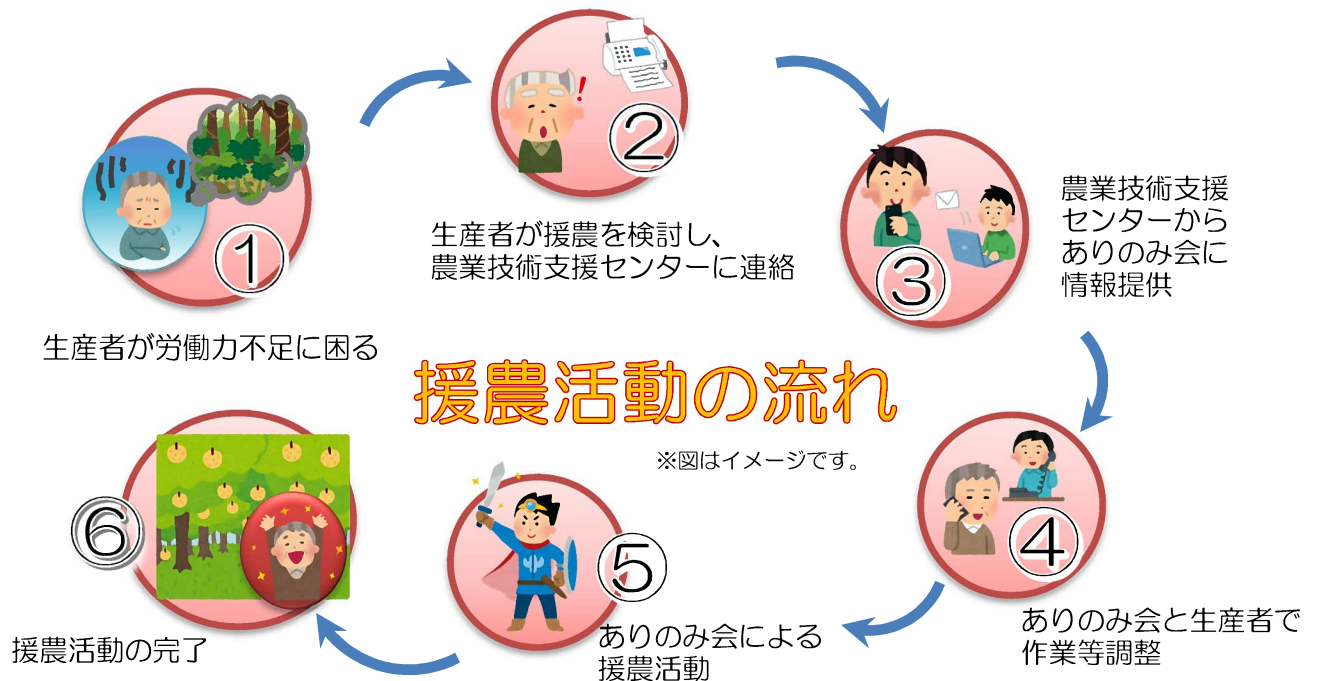 援農活動の流れ
※図はイメージです。
①
生産者が労働力不足に困る
!
②
生産者が援農を検討し、
農業技術支援センターに連絡
③
農業技術支援
センターから
ありのみ会に
情報提供
④
ありのみ会と生産者で
作業等調整
⑤
ありのみ会による
援農活動
⑥
援農活動の完了